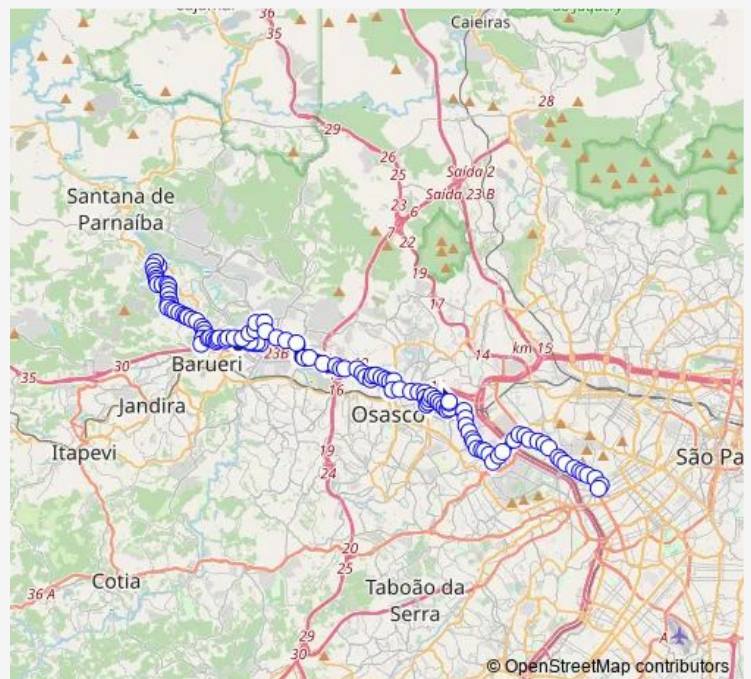 36
35
Caieiras
28
29
26
25
Saída 2
Saída 23 B
Santana de
Parnaíba
23
6
7
22
19
17
14
km 15
30
23B
35
Barueri
16
Jandira
Osasco
Itapevi
São Pa
19
24
20
25
Cotia
36 A
Taboão da
Serra
29
30
A
© OpenStreetMap contributors